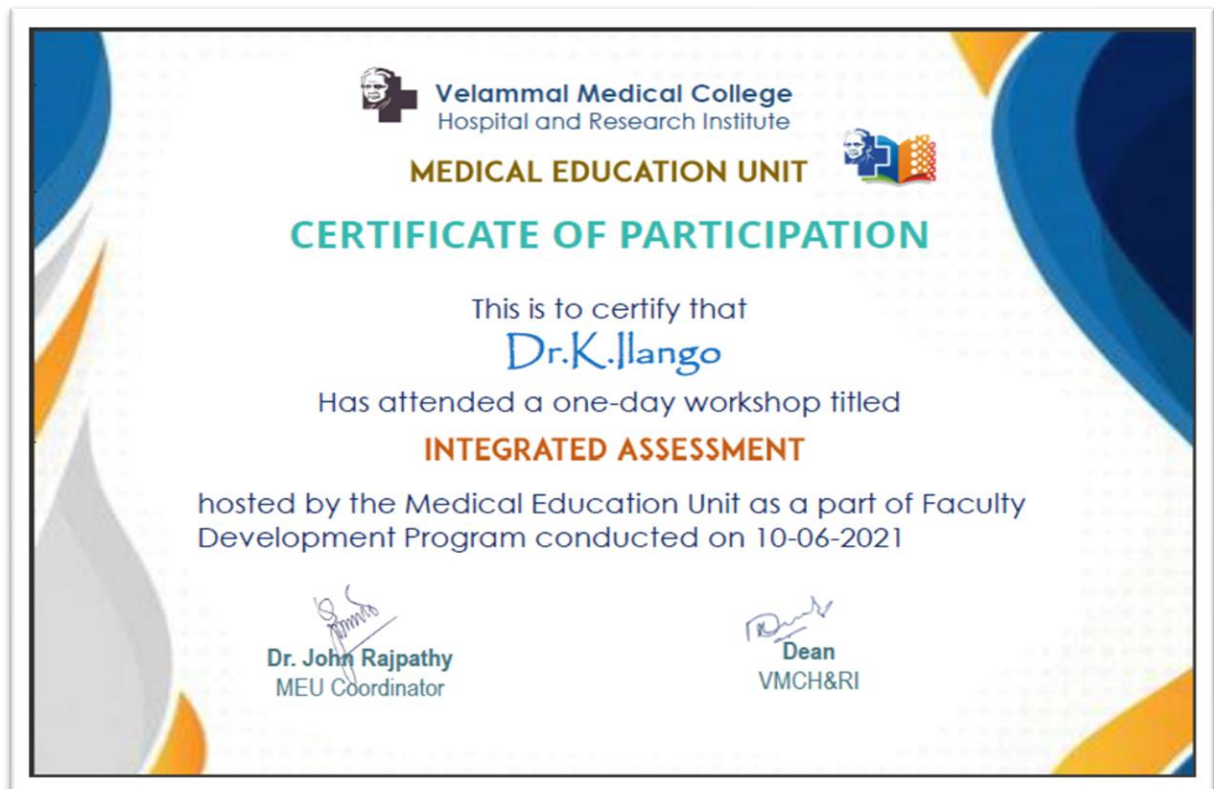 Velammal Medical College
Hospital and Research Institute
MEDICAL EDUCATION UNIT
CERTIFICATE OF PARTICIPATION
This is to certify that
Dr.K.Ilango
Has attended a one-day workshop titled
INTEGRATED ASSESSMENT
hosted by the Medical Education Unit as a part of Faculty
Development Program conducted on 10-06-2021
Dr. John Rajpathy
MEU Coordinator
Dean
VMCH&RI